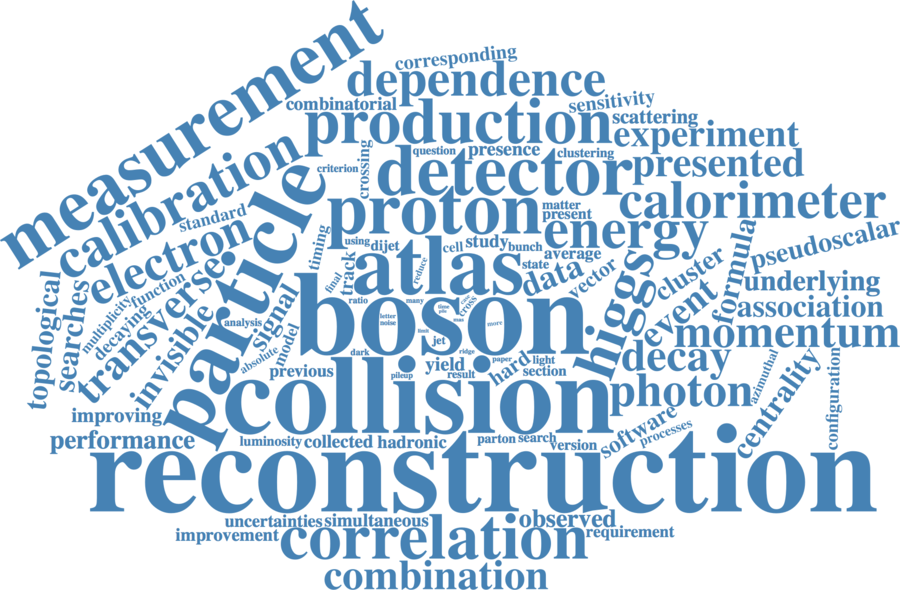 measurement
corresponding
dependence
combinatorial
sensitivity
production
scattering
experiment
question
presence
clustering
criterion
crossing
detector
presented
calibration
standard
particle
proton
matter
present
calorimeter
electron
timing
using
dijet
cell
study
bunch
energy
average
pseudoscalar
formula
topological
searches
multiplicity
function
decaying
transverse
invisible
signal
final
track
atlas
reduce
state
data
vector
higgs
cluster
event
underlying
association
momentum
analysis
absolute
model
ratio
many
boson
letter
noise
time
pdfs
cross
mass
more
limit
jet
dark
ridge
paper
previous
pileup
yield
result
hard
light
section
decay
photon
azimuthal
centrality
configuration
improving
performance
collision
luminosity
collected
hadronic
parton
search
version
software
processes
reconstruction
uncertainties
simultaneous
observed
improvement
correlation
requirement
combination